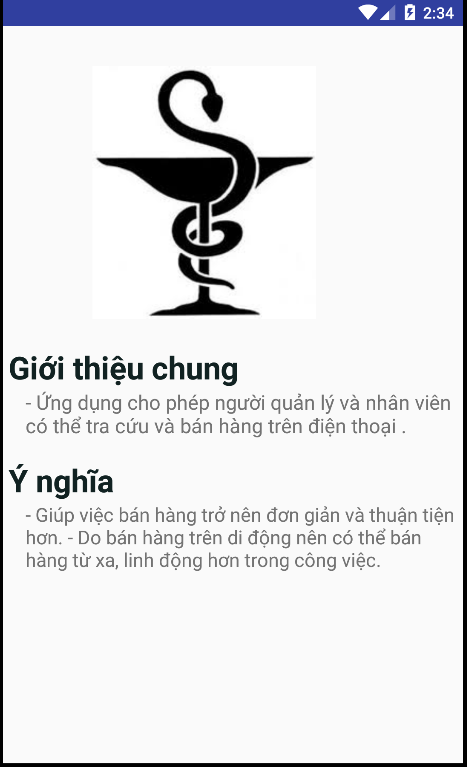 2:34
Giới thiệu chung
- Ứng dụng cho phép người quản lý và nhân viên
có thể tra cứu và bán hàng trên điện thoại .
Ý nghĩa
- Giúp việc bán hàng trở nên đơn giản và thuận tiện
hơn. - Do bán hàng trên di động nên có thể bán
hàng từ xa, linh động hơn trong công việc.